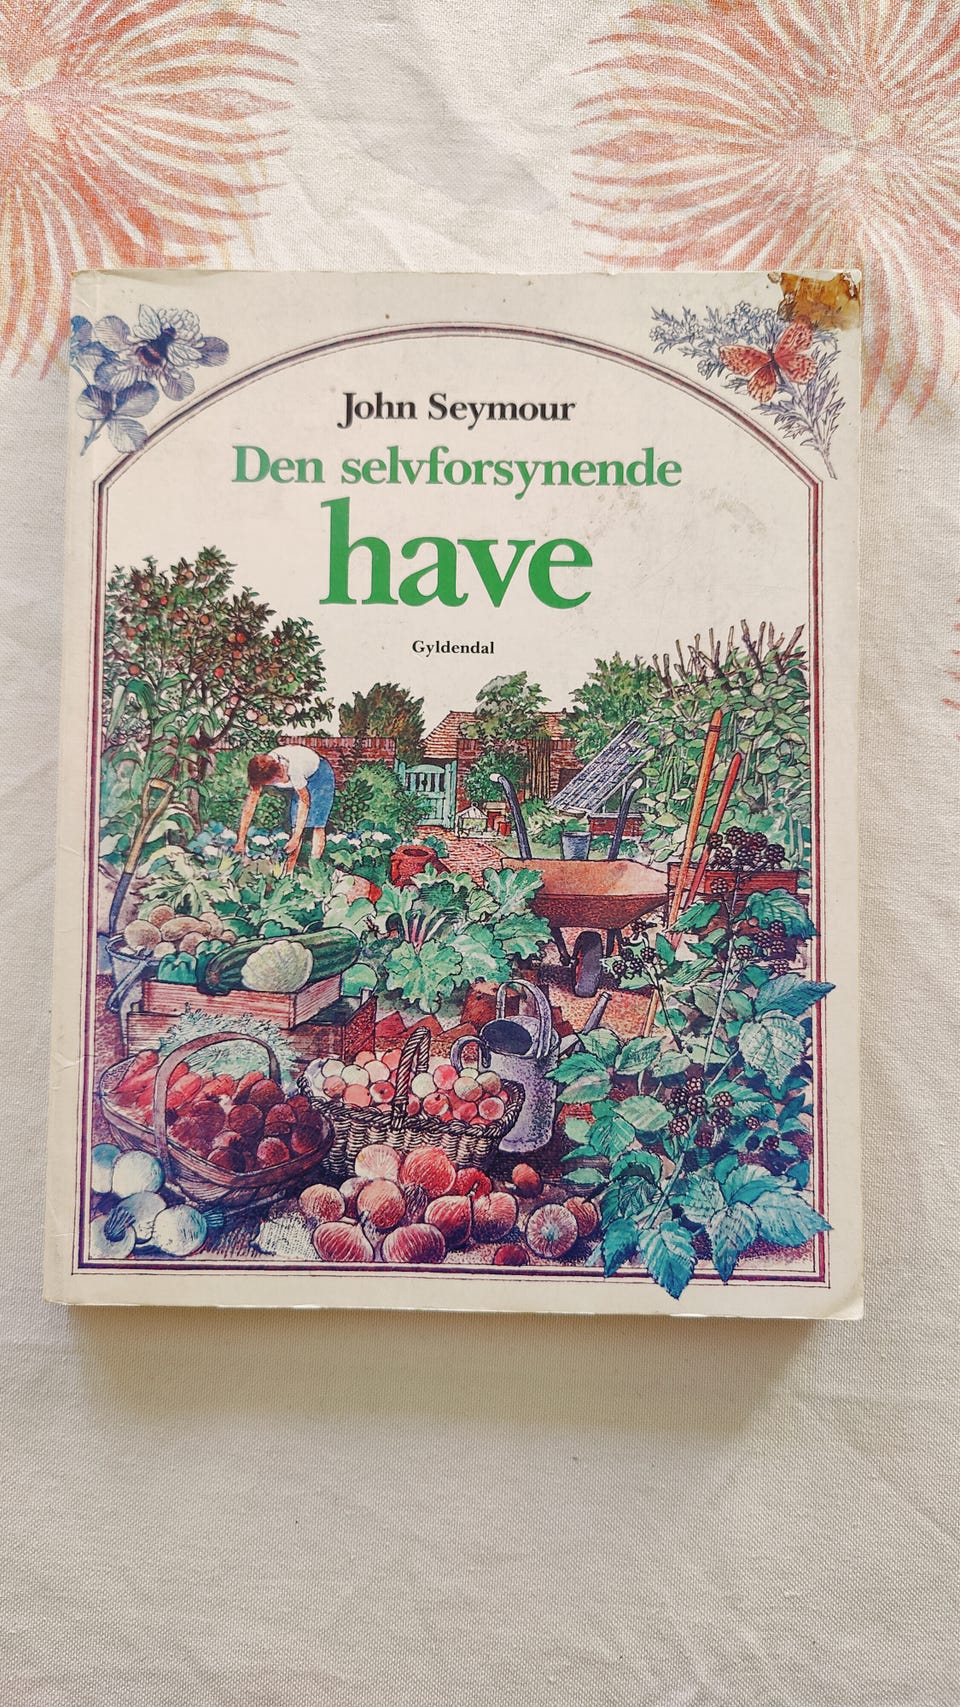 John Seymour
Den selvforsynende
have
Gyldendal